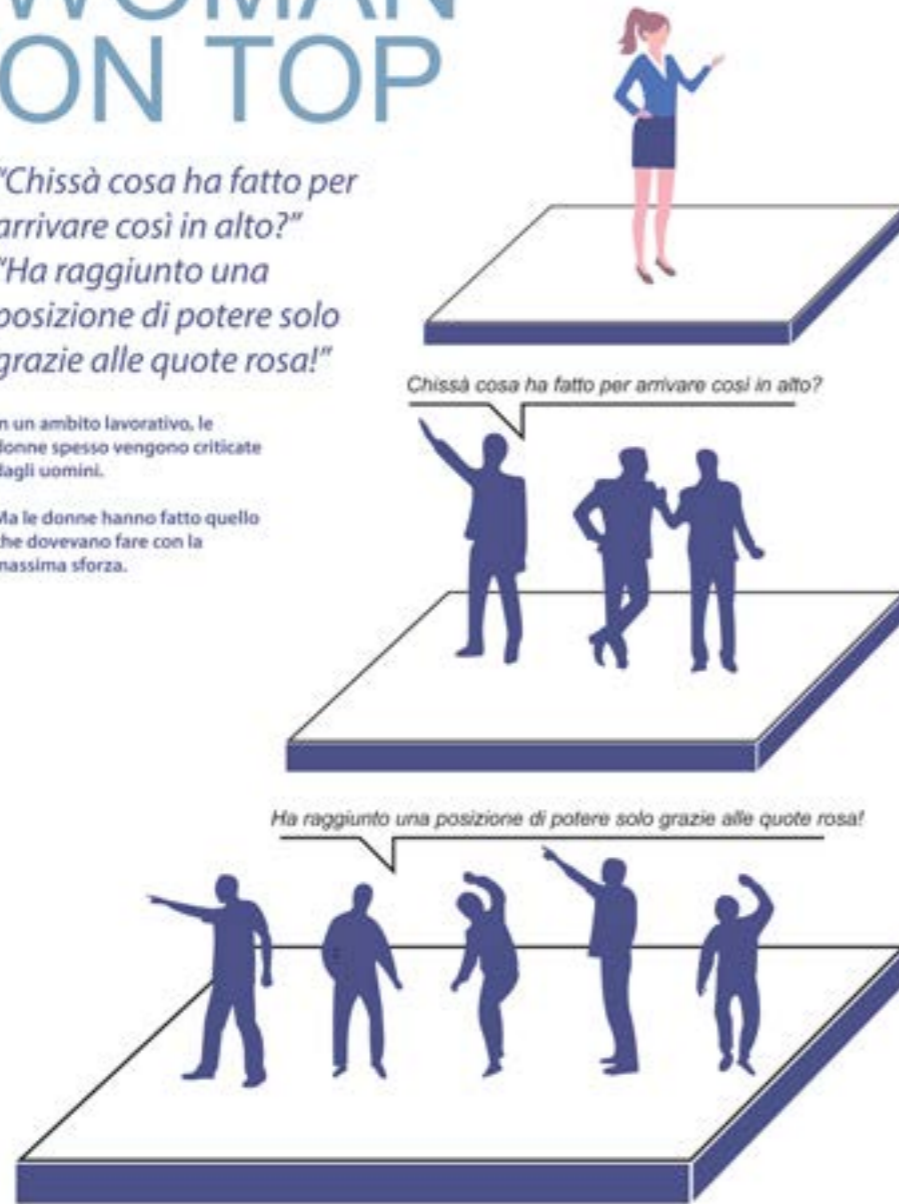 WOMAN
ON TOP
"Chissà cosa ha fatto per
arrivare così in alto?"
"Ha raggiunto una
posizione di potere solo
grazie alle quote rosa!"
In un ambito lavorativo, le
donne spesso vengono criticate
dagli uomini.
Ma le donne hanno fatto quello
che dovevano fare con la
massima sforza.
Chissà cosa ha fatto per arrivare così in alto?
Ha raggiunto una posizione di potere solo grazie alle quote rosa!